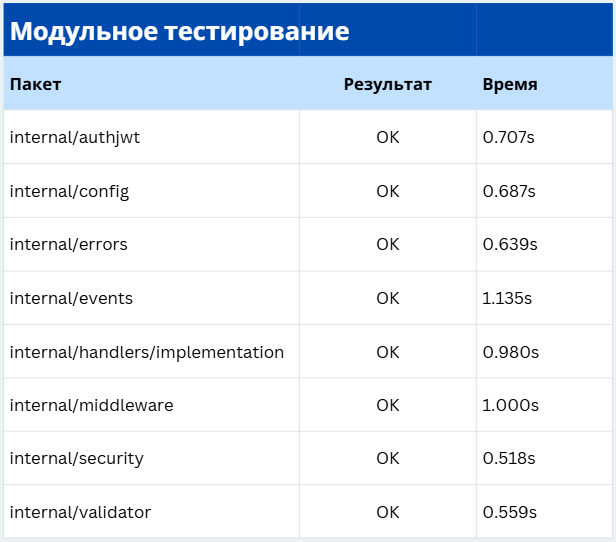 Модульное тестирование
Пакет Результат Время
internal/authjwt OK 0.707s
internal/config OK 0.687s
internal/errors OK 0.639s
internal/events OK 1.135s
internal/handlers/implementation OK 0.980s
internal/middleware OK 1.000s
internal/security OK 0.518s
internal/validator OK 0.559s